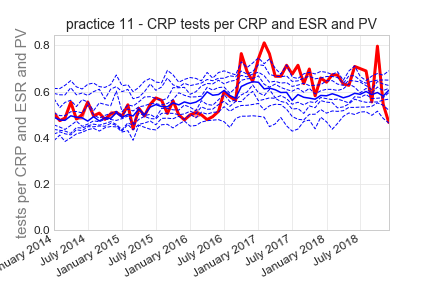 practice 11 - CRP tests per CRP and ESR and PV
tests per CRP and ESR and PV
0.8
0.6
0.4
0.2
0.0
nuary 2014
July 2014
January 2015
July 2015
January 2016
July 2016
January 2017
July 2017
January 2018
July 2018